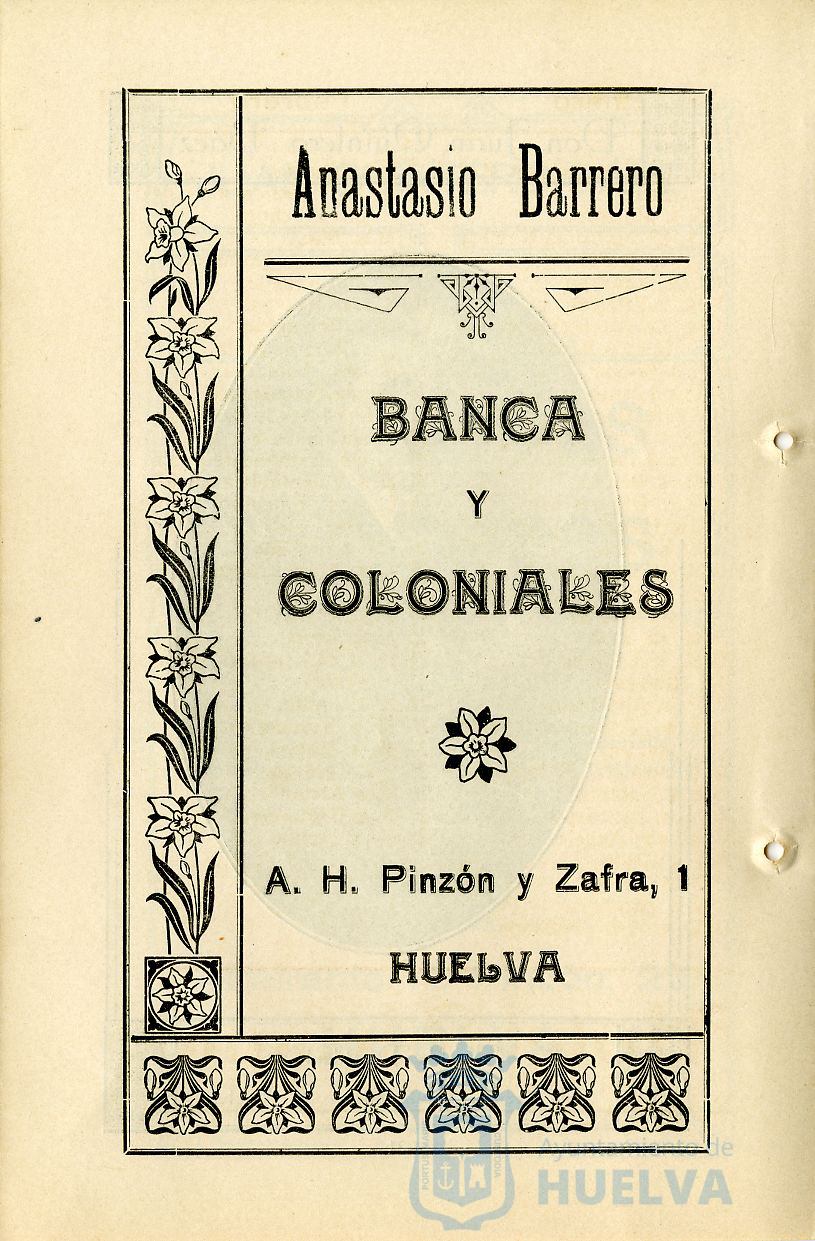 Anastasio Barrero
BANCA
Y
COLONIALES
A. H. Pinzón y Zafra, 1
HUELVA
Ayuntamiento de
HUELVA